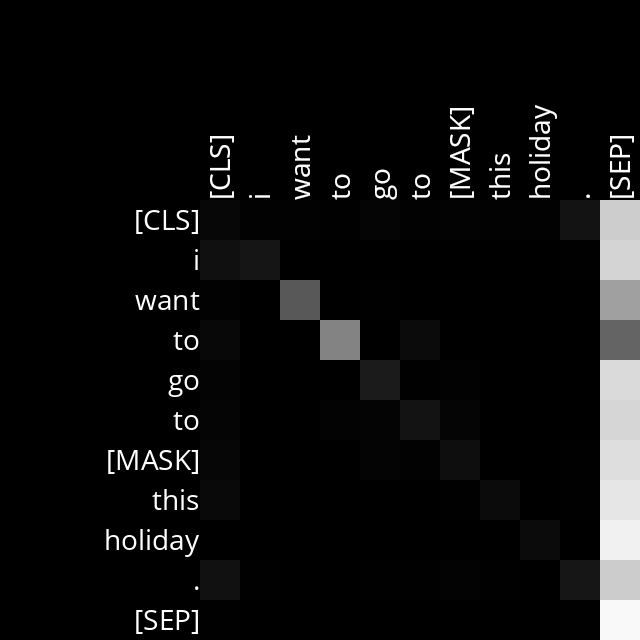 [CLS] i want to go to [MASK] this holiday . [SEP]
[CLS]
i
want
to
go
to
[MASK]
this
holiday
.
[SEP]